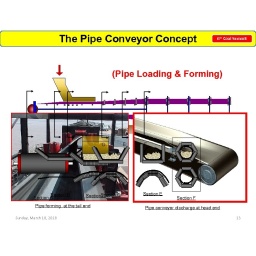 The Pipe Conveyor Concept
(Pipe Loading & Forming)
Section E
Section F
Pipe forming at the tail end
Pipe conveyor discharge at head end
Sunday, March 18, 2018